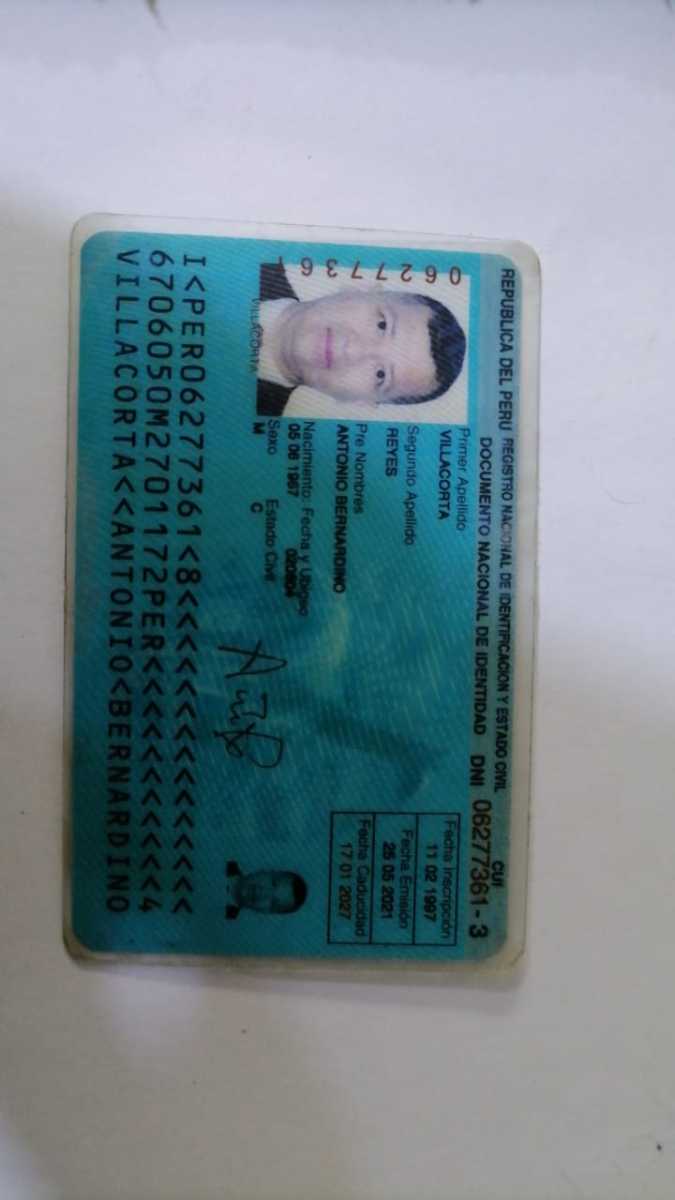 REPUBLICA DEL PERU REGISTRO NACIONAL DE IDENTIFICACION Y ESTADO CIVIL
DOCUMENTO NACIONAL DE IDENTIDAD DNI 06277361 - 3
CUI
06277361
VILLACORTA
Primer Apellido
VILLACORTA
Segundo Apellido
REYES
Pre Nombres
ANTONIO BERNARDINO
Nacimiento: Fecha y Ubigeo
05 06 1967
Sexo Estado Civil
M C
Fecha Inscripción
11 02 1997
Fecha Emisión
25 05 2021
Fecha Caducidad
17 01 2027
I<PER06277361<8<<<<<<<<<<<<<<<
6706050M2701172PER<<<<<<<<<<<4
VILLACORTA<<ANTONIO<BERNARDINO